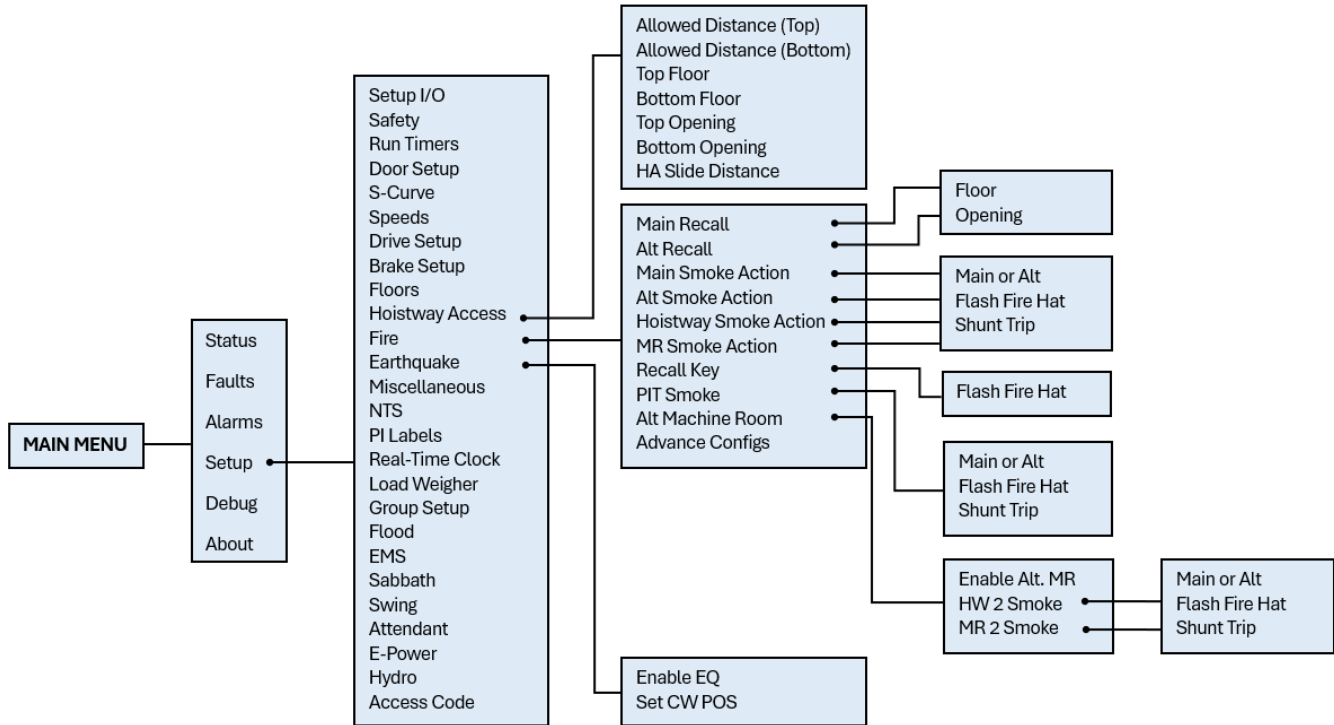 MAIN MENU
Status
Faults
Alarms
Setup
Debug
About
Setup I/O
Safety
Run Timers
Door Setup
S-Curve
Speeds
Drive Setup
Brake Setup
Floors
Hoistway Access
Fire
Earthquake
Miscellaneous
NTS
PI Labels
Real-Time Clock
Load Weigher
Group Setup
Flood
EMS
Sabbath
Swing
Attendant
E-Power
Hydro
Access Code
Allowed Distance (Top)
Allowed Distance (Bottom)
Top Floor
Bottom Floor
Top Opening
Bottom Opening
HA Slide Distance
Main Recall
Alt Recall
Main Smoke Action
Alt Smoke Action
Hoistway Smoke Action
MR Smoke Action
Recall Key
PIT Smoke
Alt Machine Room
Advance Configs
Enable EQ
Set CW POS
Floor
Opening
Main or Alt
Flash Fire Hat
Shunt Trip
Flash Fire Hat
Main or Alt
Flash Fire Hat
Shunt Trip
Enable Alt. MR
HW 2 Smoke
MR 2 Smoke
Main or Alt
Flash Fire Hat
Shunt Trip